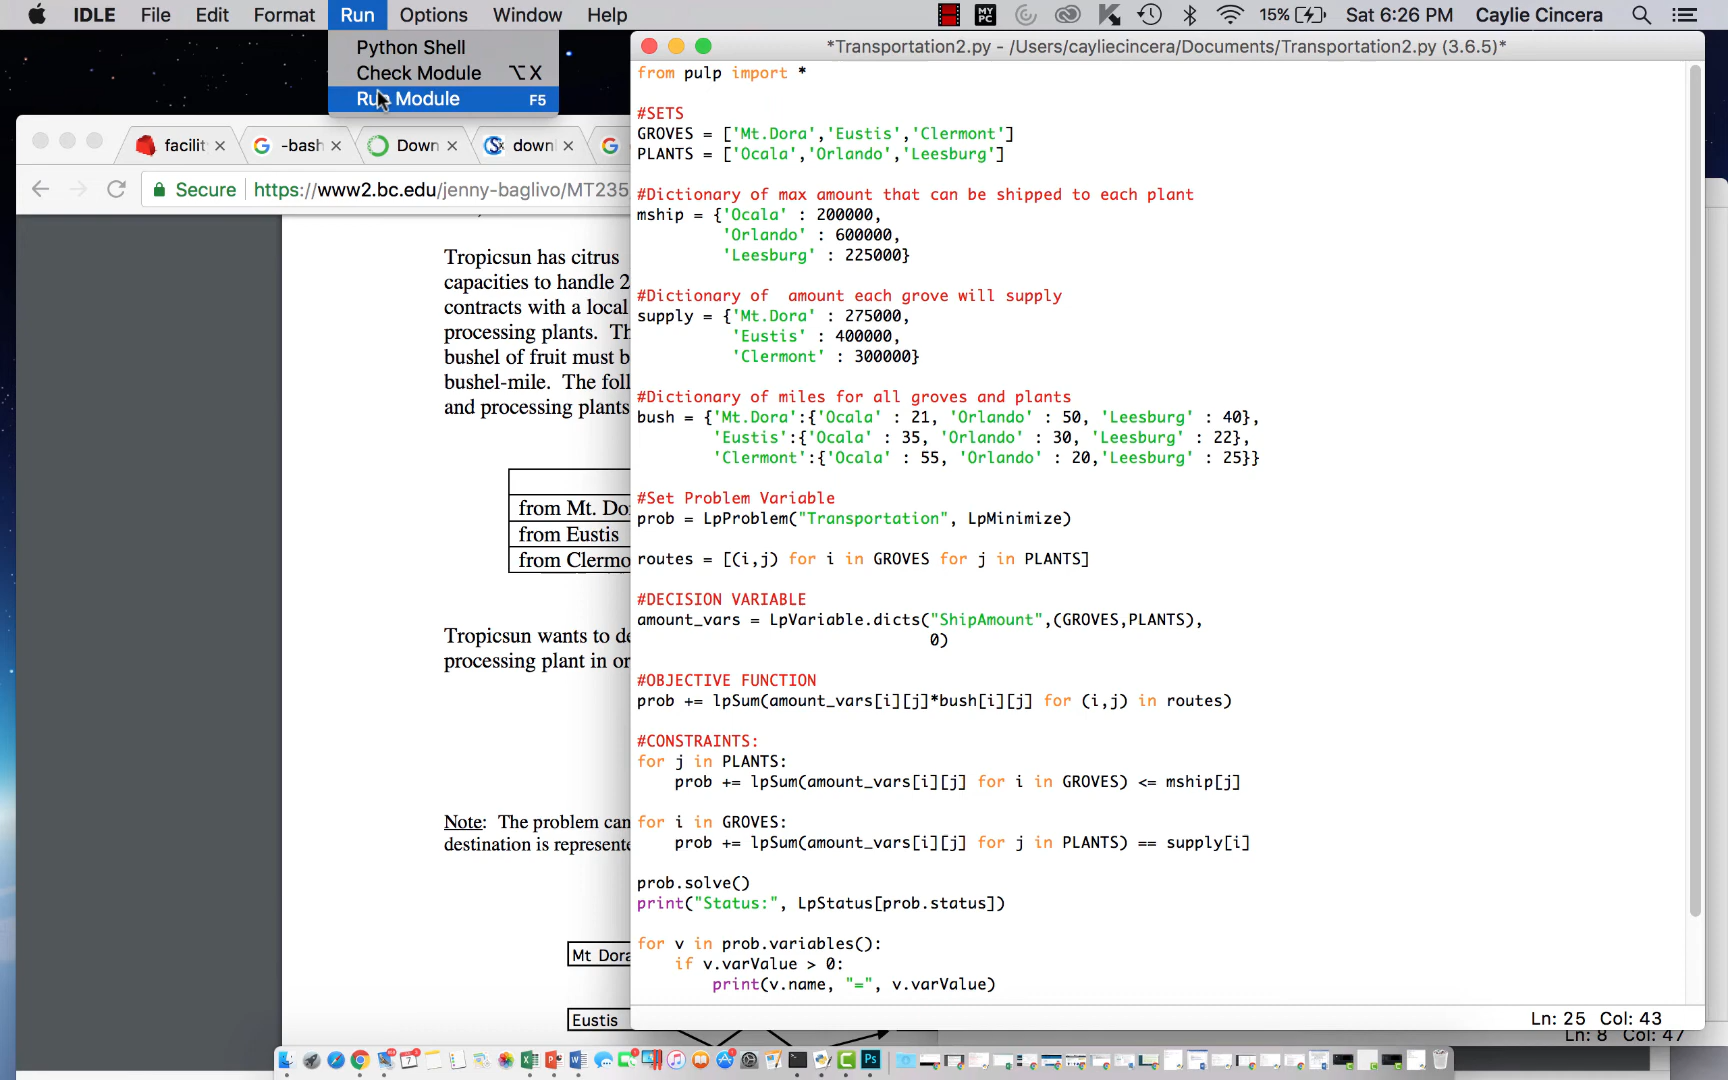 IDLE File Edit Format Run Options Window Help 15% Sat 6:26 PM Caylie Cincera
Python Shell
Check Module ⌥X
Run Module F5
*Transportation2.py - /Users/cayliecincera/Documents/Transportation2.py (3.6.5)*
facilit × -bash × Down × downl ×
Secure https://www2.bc.edu/jenny-baglivo/MT235
Tropicsun has citrus
capacities to handle 2
contracts with a local
processing plants. Th
bushel of fruit must b
bushel-mile. The foll
and processing plants
from Mt. Do
from Eustis
from Clermo
Tropicsun wants to de
processing plant in or
Note: The problem can
destination is represente
Mt Dora
Eustis
from pulp import *
#SETS
GROVES = ['Mt.Dora','Eustis','Clermont']
PLANTS = ['Ocala','Orlando','Leesburg']
#Dictionary of max amount that can be shipped to each plant
mship = {'Ocala' : 200000,
'Orlando' : 600000,
'Leesburg' : 225000}
#Dictionary of  amount each grove will supply
supply = {'Mt.Dora' : 275000,
'Eustis' : 400000,
'Clermont' : 300000}
#Dictionary of miles for all groves and plants
bush = {'Mt.Dora':{'Ocala' : 21, 'Orlando' : 50, 'Leesburg' : 40},
'Eustis':{'Ocala' : 35, 'Orlando' : 30, 'Leesburg' : 22},
'Clermont':{'Ocala' : 55, 'Orlando' : 20,'Leesburg' : 25}}
#Set Problem Variable
prob = LpProblem("Transportation", LpMinimize)
routes = [(i,j) for i in GROVES for j in PLANTS]
#DECISION VARIABLE
amount_vars = LpVariable.dicts("ShipAmount",(GROVES,PLANTS),
0)
#OBJECTIVE FUNCTION
prob += lpSum(amount_vars[i][j]*bush[i][j] for (i,j) in routes)
#CONSTRAINTS:
for j in PLANTS:
prob += lpSum(amount_vars[i][j] for i in GROVES) <= mship[j]
for i in GROVES:
prob += lpSum(amount_vars[i][j] for j in PLANTS) == supply[i]
prob.solve()
print("Status:", LpStatus[prob.status])
for v in prob.variables():
if v.varValue > 0:
print(v.name, "=", v.varValue)
Ln: 25 Col: 43
Ln: 8 Col: 47